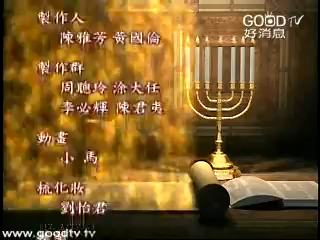 製作人
陳雅芳 黃國倫
製作群
周聰玲 涂大任
李必輝 陳君夷
動畫
小馬
梳化妝
劉怡君
GOOD TV
好消息
www.goodtv.tv